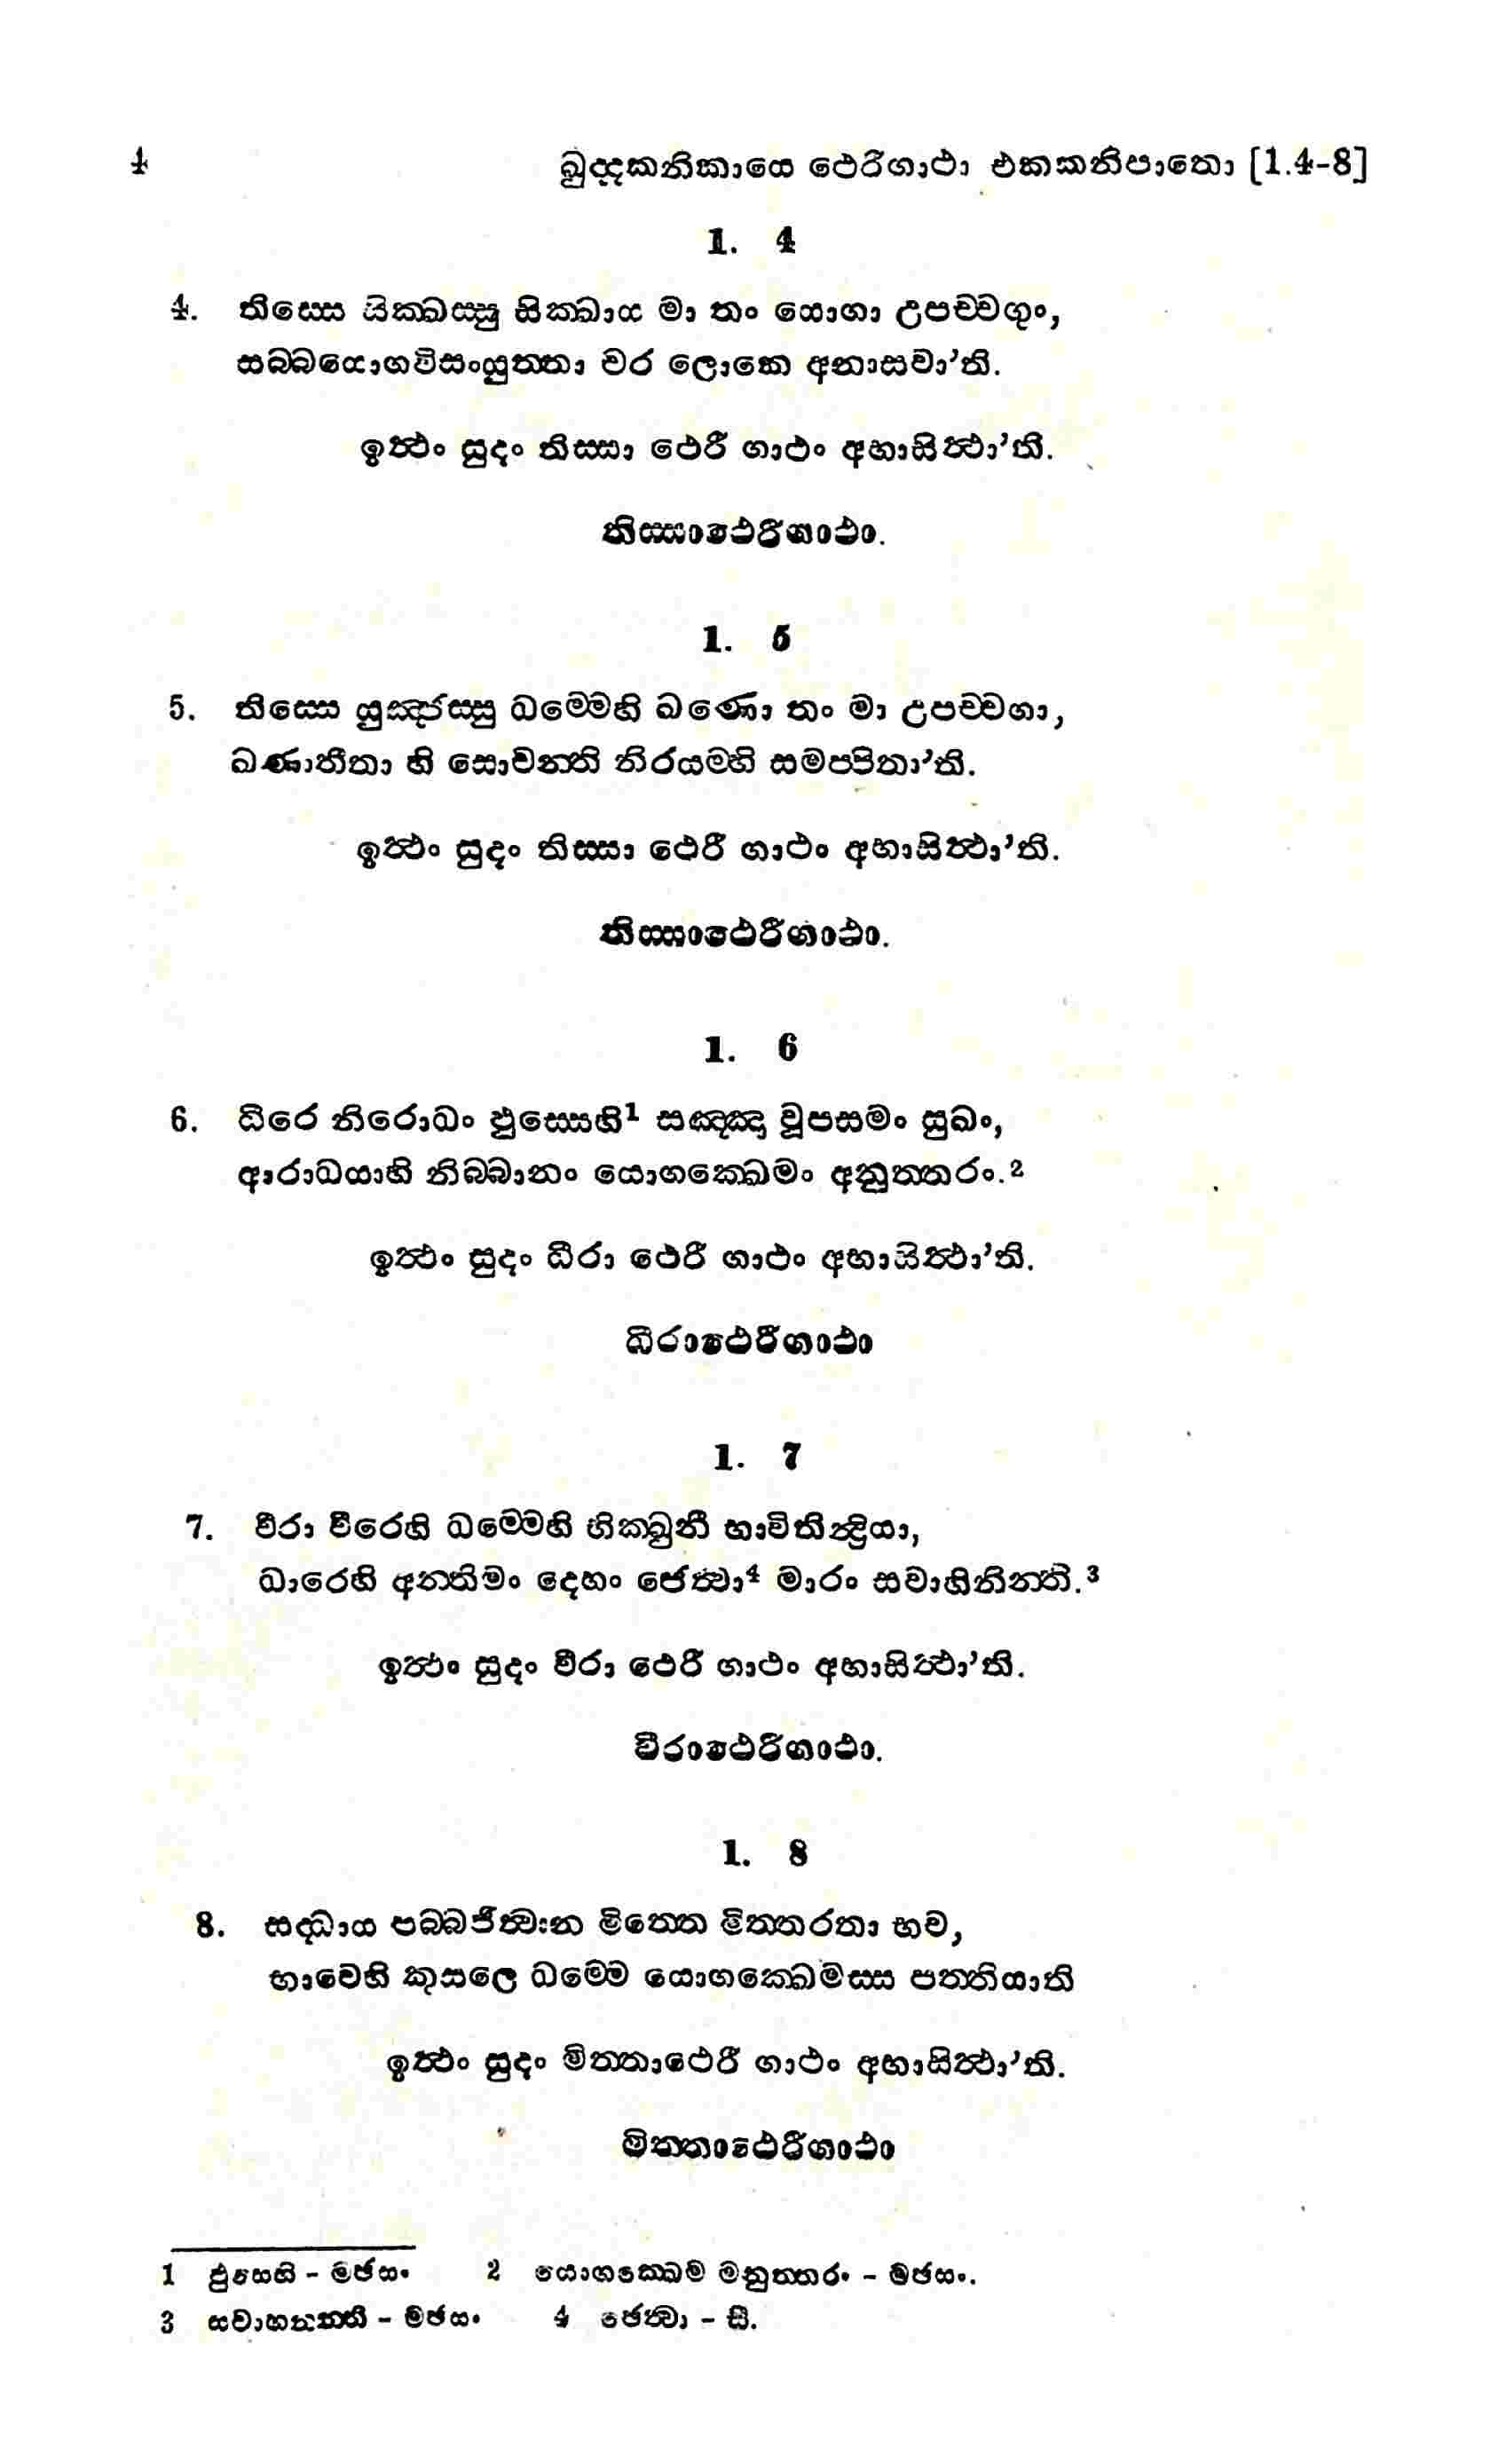 4 ඛුද්දකනිකායෙ ථෙරීගාථා එකකනිපාතො [1.4-8]
1. 4
4. තිස්සෙ සික්ඛස්සු සික්ඛාය මා තං යොගා උපච්චගුං,
සබ්බයොගවිසංයුත්තා චර ලොකෙ අනාසවා’ති.
ඉත්ථං සුදං තිස්සා ථෙරී ගාථං අභාසිත්ථා’ති.
තිස්සාථෙරීගාථා.
1. 5
5. තිස්සෙ යුඤ්ජස්සු ධම්මෙහි ඛණො තං මා උපච්චගා,
ඛණාතීතා හි සොචන්ති නිරයම්හි සමප්පිතා’ති.
ඉත්ථං සුදං තිස්සා ථෙරී ගාථං අභාසිත්ථා’ති.
තිස්සාථෙරීගාථා.
1. 6
6. ධීරෙ නිරොධං ඵුස්සෙහි¹ සඤ්ඤා වූපසමං සුඛං,
ආරාධයාහි නිබ්බානං යොගක්ඛෙමං අනුත්තරං.²
ඉත්ථං සුදං ධීරා ථෙරී ගාථං අභාසිත්ථා’ති.
ධීරාථෙරීගාථා
1. 7
7. වීරා වීරෙහි ධම්මෙහි භික්ඛුනී භාවිතින්ද්‍රියා,
ධාරෙහි අන්තිමං දෙහං ජෙත්වා⁴ මාරං සවාහිනින්ති.³
ඉත්ථං සුදං වීරා ථෙරී ගාථං අභාසිත්ථා’ති.
වීරාථෙරීගාථා.
1. 8
8. සද්ධාය පබ්බජිත්වාන මිත්තෙ මිත්තරතා භව,
භාවෙහි කුසලෙ ධම්මෙ යොගක්ඛෙමස්ස පත්තියාති
ඉත්ථං සුදං මිත්තාථෙරී ගාථං අභාසිත්ථා’ති.
මිත්තාථෙරීගාථා
1 ඵුසෙහි - මජසං 2 යොගක්ඛෙම මනුත්තරං - මජසං.
3 සවාහනන්ති - මජසං 4 ඡෙත්වා - සී.